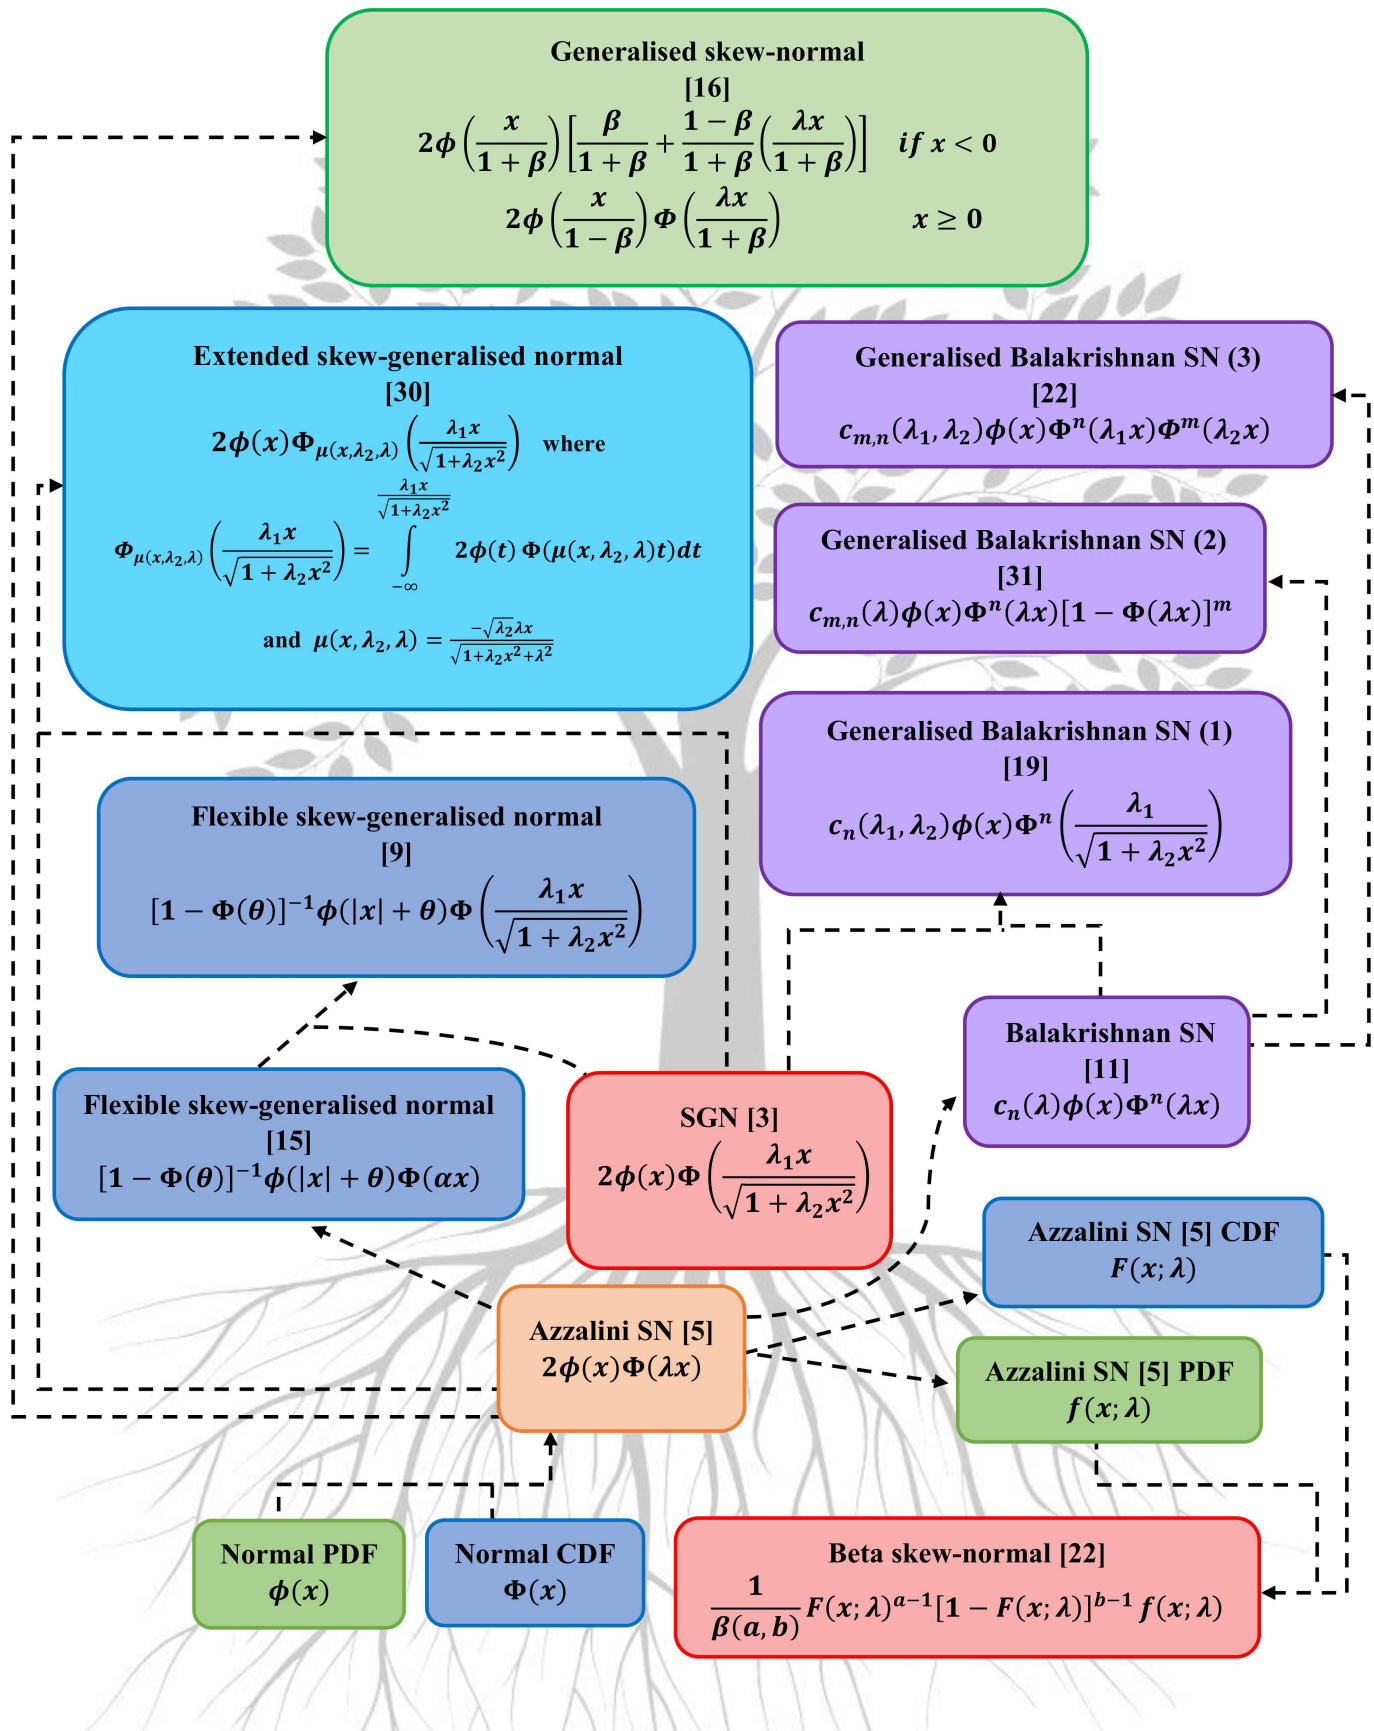 Generalised skew-normal
[16]
2ϕ(x/(1 + β)) [β/(1 + β) + (1 − β)/(1 + β) (λx/(1 + β))] if x < 0
2ϕ(x/(1 − β)) Φ(λx/(1 + β)) x ≥ 0
Extended skew-generalised normal
[30]
2ϕ(x)Φ_{μ(x,λ₂,λ)}(λ₁x/√(1+λ₂x²)) where
Φ_{μ(x,λ₂,λ)}(λ₁x/√(1 + λ₂x²)) = ∫_{−∞}^{λ₁x/√(1+λ₂x²)} 2ϕ(t) Φ(μ(x, λ₂, λ)t)dt
and μ(x, λ₂, λ) = −√λ₂λx/√(1+λ₂x²+λ²)
Generalised Balakrishnan SN (3)
[22]
c_{m,n}(λ₁, λ₂)ϕ(x)Φⁿ(λ₁x)Φᵐ(λ₂x)
Generalised Balakrishnan SN (2)
[31]
c_{m,n}(λ)ϕ(x)Φⁿ(λx)[1 − Φ(λx)]ᵐ
Generalised Balakrishnan SN (1)
[19]
cₙ(λ₁, λ₂)ϕ(x)Φⁿ(λ₁/√(1 + λ₂x²))
Flexible skew-generalised normal
[9]
[1 − Φ(θ)]⁻¹ϕ(|x| + θ)Φ(λ₁x/√(1 + λ₂x²))
Balakrishnan SN
[11]
cₙ(λ)ϕ(x)Φⁿ(λx)
Flexible skew-generalised normal
[15]
[1 − Φ(θ)]⁻¹ϕ(|x| + θ)Φ(αx)
SGN [3]
2ϕ(x)Φ(λ₁x/√(1 + λ₂x²))
Azzalini SN [5] CDF
F(x; λ)
Azzalini SN [5]
2ϕ(x)Φ(λx)
Azzalini SN [5] PDF
f(x; λ)
Normal PDF
ϕ(x)
Normal CDF
Φ(x)
Beta skew-normal [22]
1/β(a, b) F(x; λ)ᵃ⁻¹[1 − F(x; λ)]ᵇ⁻¹ f(x; λ)